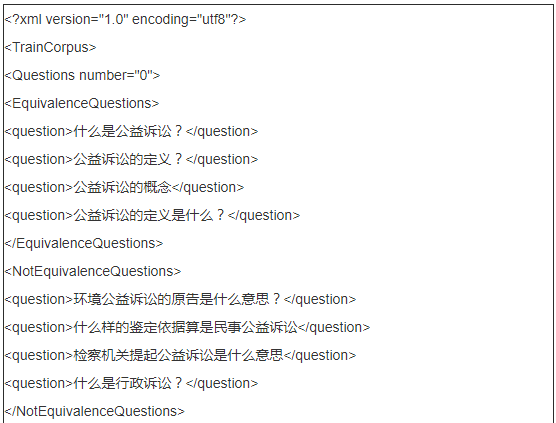 <?xml version="1.0" encoding="utf8"?>
<TrainCorpus>
<Questions number="0">
<EquivalenceQuestions>
<question>什么是公益诉讼？</question>
<question>公益诉讼的定义？</question>
<question>公益诉讼的概念</question>
<question>公益诉讼的定义是什么？</question>
</EquivalenceQuestions>
<NotEquivalenceQuestions>
<question>环境公益诉讼的原告是什么意思？</question>
<question>什么样的鉴定依据算是民事公益诉讼</question>
<question>检察机关提起公益诉讼是什么意思</question>
<question>什么是行政诉讼？</question>
</NotEquivalenceQuestions>